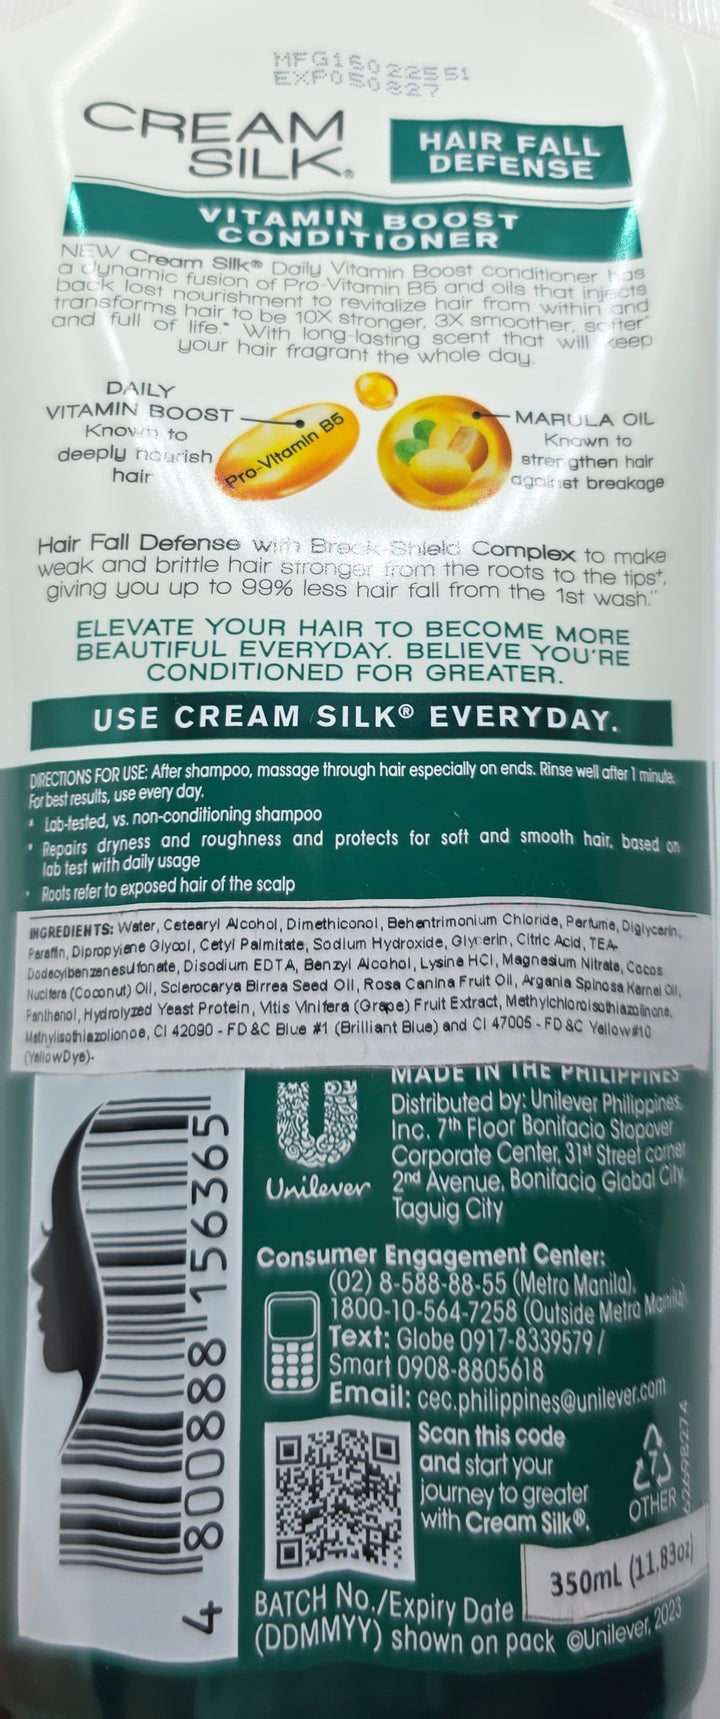 MFG16022551
EXP050827
CREAM
SILK®
HAIR FALL
DEFENSE
VITAMIN BOOST
CONDITIONER
NEW Cream Silk® Daily Vitamin Boost conditioner has
a dynamic fusion of Pro-Vitamin B5 and oils that injects
back lost nourishment to revitalize hair from within and
transforms hair to be 10X stronger, 3X smoother, softer*
and full of life.* With long-lasting scent that will keep
your hair fragrant the whole day.
DAILY
VITAMIN BOOST
Known to
deeply nourish
hair
Pro-Vitamin B5
MARULA OIL
Known to
strengthen hair
against breakage
Hair Fall Defense with Break-Shield Complex to make
weak and brittle hair stronger from the roots to the tips⁺,
giving you up to 99% less hair fall from the 1st wash.**
ELEVATE YOUR HAIR TO BECOME MORE
BEAUTIFUL EVERYDAY. BELIEVE YOU'RE
CONDITIONED FOR GREATER.
USE CREAM SILK® EVERYDAY.
DIRECTIONS FOR USE: After shampoo, massage through hair especially on ends. Rinse well after 1 minute.
For best results, use every day.
* Lab-tested, vs. non-conditioning shampoo
* Repairs dryness and roughness and protects for soft and smooth hair, based on
lab test with daily usage
Roots refer to exposed hair of the scalp
INGREDIENTS: Water, Cetearyl Alcohol, Dimethiconol, Behentrimonium Chloride, Perfume, Diglycerin,
Paraffin, Dipropylene Glycol, Cetyl Palmitate, Sodium Hydroxide, Glycerin, Citric Acid, TEA-
Dodecylbenzenesulfonate, Disodium EDTA, Benzyl Alcohol, Lysine HCl, Magnesium Nitrate, Cocos
Nucifera (Coconut) Oil, Sclerocarya Birrea Seed Oil, Rosa Canina Fruit Oil, Argania Spinosa Kernel Oil,
Panthenol, Hydrolyzed Yeast Protein, Vitis Vinifera (Grape) Fruit Extract, Methylchloroisothiazolinone,
Methylisothiazolionoe, CI 42090 - FD&C Blue #1 (Brilliant Blue) and CI 47005 - FD&C Yellow#10
(YellowDye)-
MADE IN THE PHILIPPINES
Distributed by: Unilever Philippines,
Inc. 7th Floor Bonifacio Stopover
Corporate Center, 31st Street corner
2nd Avenue, Bonifacio Global City,
Taguig City
Unilever
Consumer Engagement Center:
(02) 8-588-88-55 (Metro Manila),
1800-10-564-7258 (Outside Metro Manila)
Text: Globe 0917-8339579 /
Smart 0908-8805618
Email: cec.philippines@unilever.com
Scan this code
and start your
journey to greater
with Cream Silk®.
7
OTHER
62698274
350mL (11.83oz)
BATCH No./Expiry Date
(DDMMYY) shown on pack ©Unilever, 2023
4 800888 156365